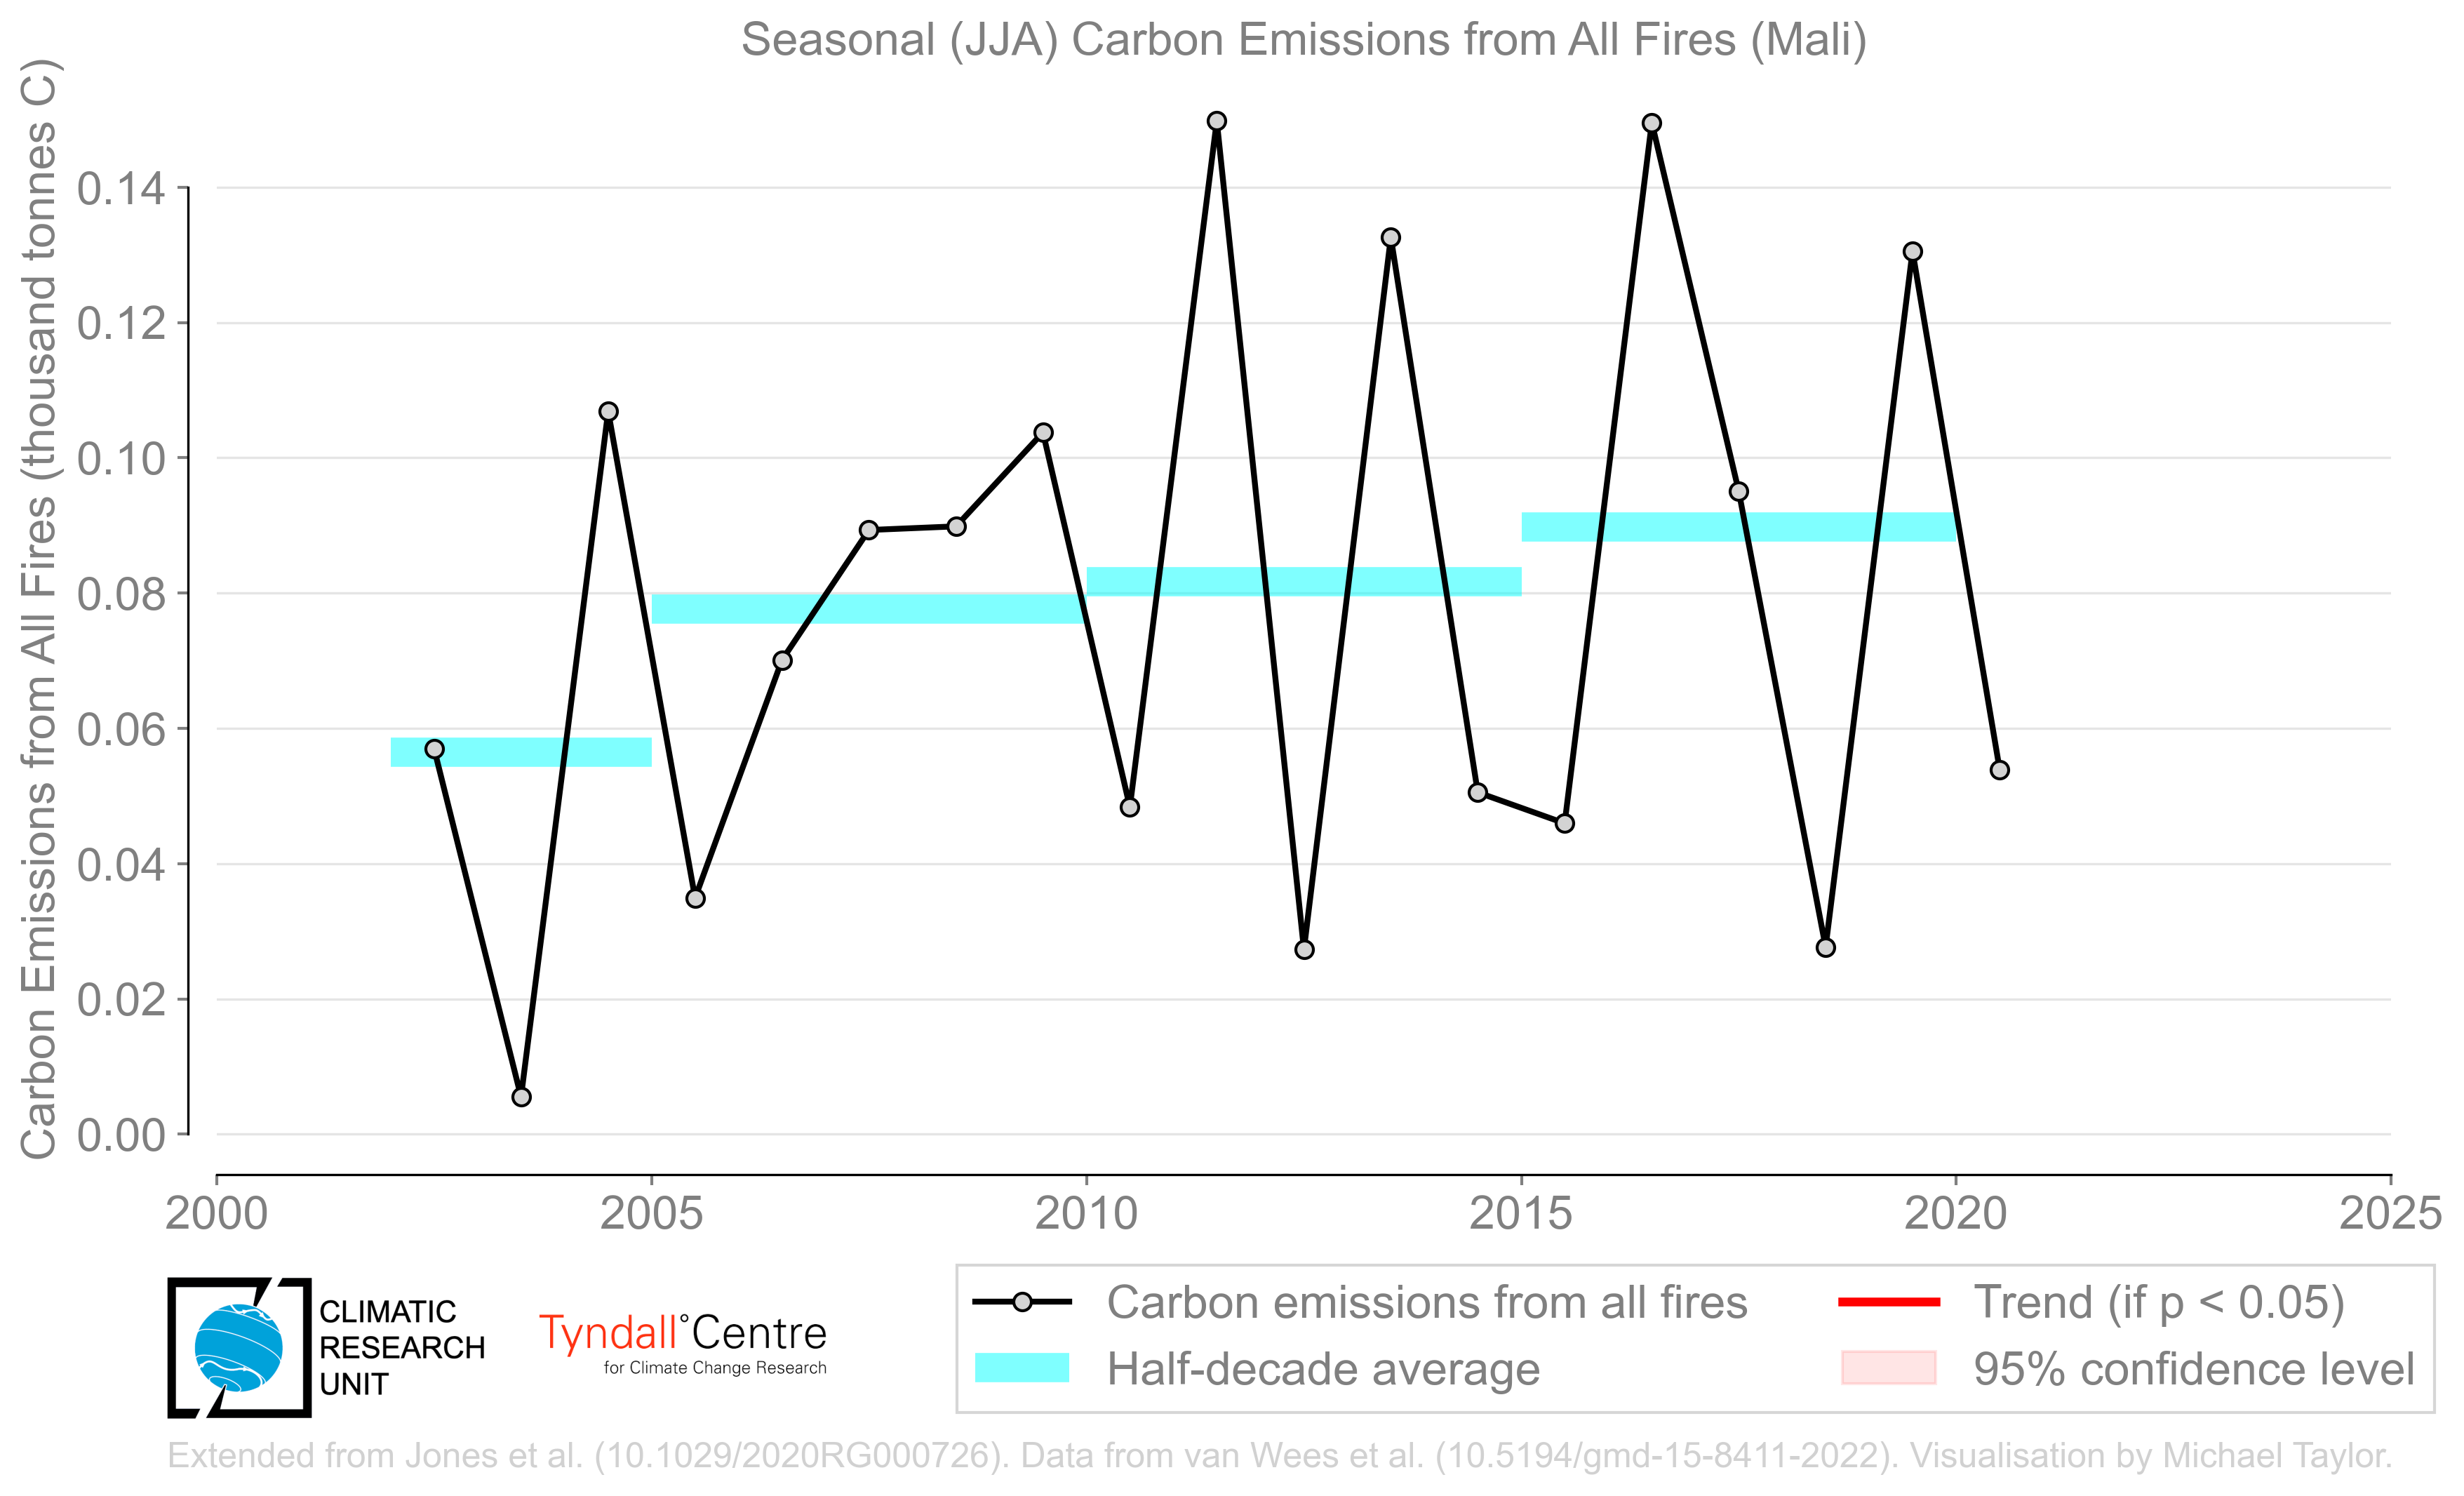 Seasonal (JJA) Carbon Emissions from All Fires (Mali)
Carbon Emissions from All Fires (thousand tonnes C)
0.14
0.12
0.10
0.08
0.06
0.04
0.02
0.00
2000 2005 2010 2015 2020 2025
CLIMATIC
RESEARCH
UNIT
Tyndall°Centre
for Climate Change Research
Carbon emissions from all fires
Half-decade average
Trend (if p < 0.05)
95% confidence level
Extended from Jones et al. (10.1029/2020RG000726). Data from van Wees et al. (10.5194/gmd-15-8411-2022). Visualisation by Michael Taylor.